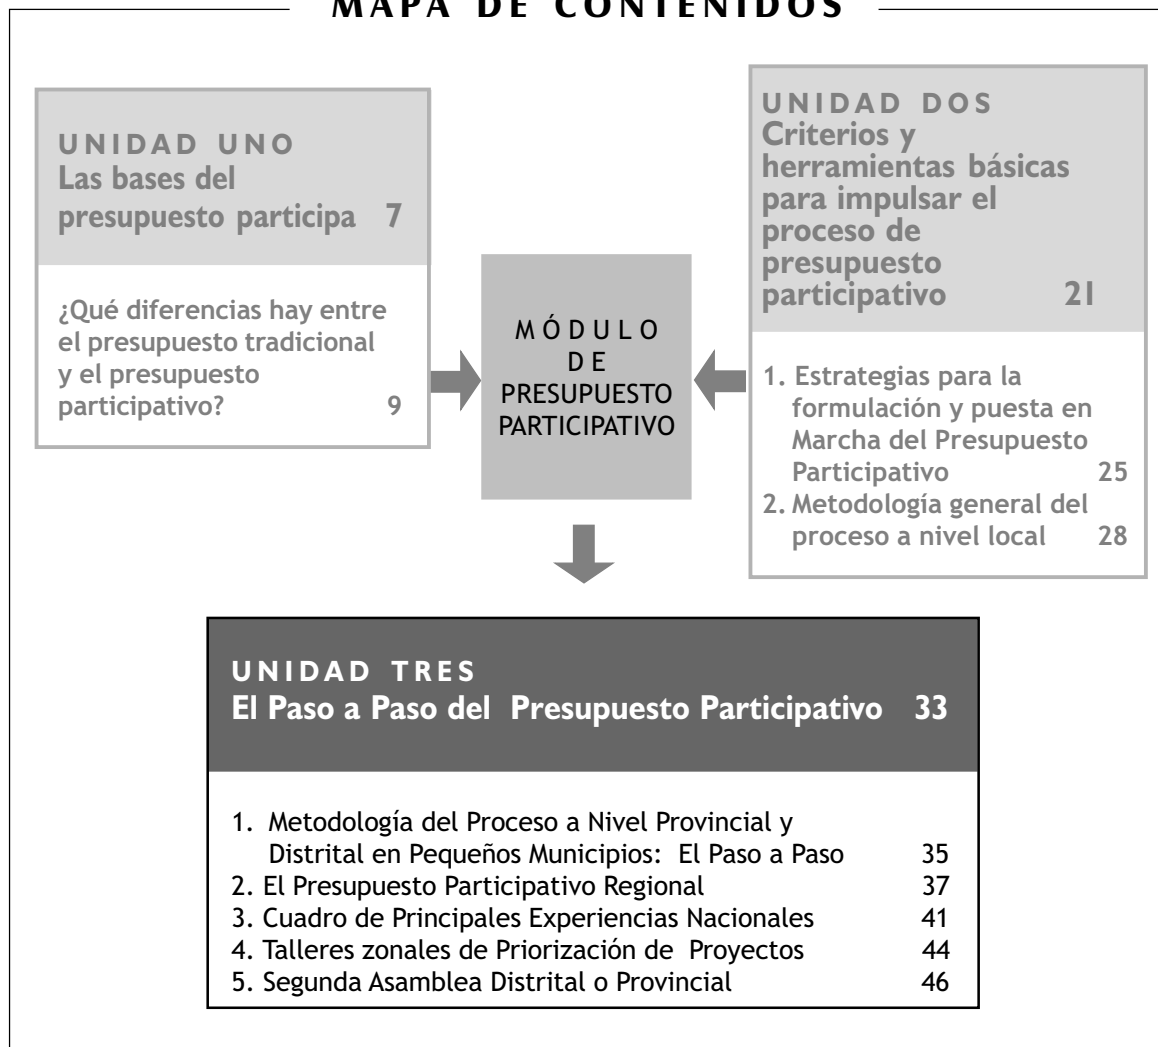 MAPA DE CONTENIDOS
UNIDAD UNO
Las bases del
presupuesto participa 7
¿Qué diferencias hay entre
el presupuesto tradicional
y el presupuesto
participativo? 9
MÓDULO
DE
PRESUPUESTO
PARTICIPATIVO
UNIDAD DOS
Criterios y
herramientas básicas
para impulsar el
proceso de
presupuesto
participativo 21
1. Estrategias para la
formulación y puesta en
Marcha del Presupuesto
Participativo 25
2. Metodología general del
proceso a nivel local 28
UNIDAD TRES
El Paso a Paso del Presupuesto Participativo 33
1. Metodología del Proceso a Nivel Provincial y
Distrital en Pequeños Municipios: El Paso a Paso 35
2. El Presupuesto Participativo Regional 37
3. Cuadro de Principales Experiencias Nacionales 41
4. Talleres zonales de Priorización de Proyectos 44
5. Segunda Asamblea Distrital o Provincial 46